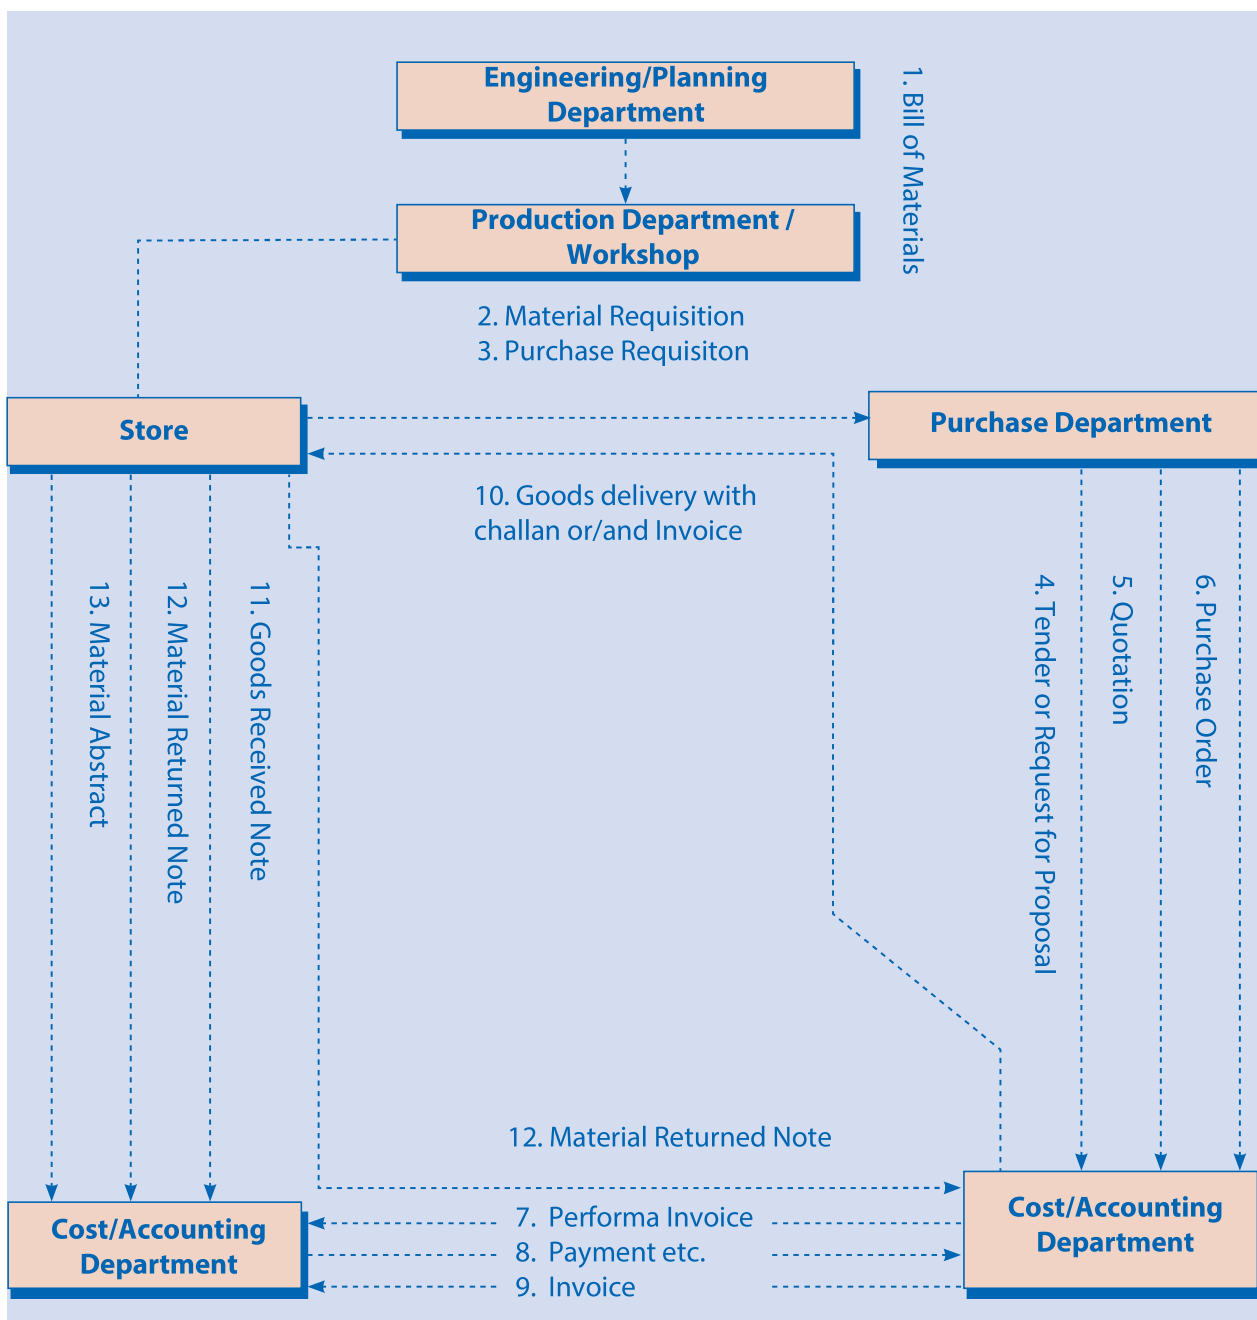 Engineering/Planning
Department
1. Bill of Materials
Production Department /
Workshop
2. Material Requisition
3. Purchase Requisiton
Store
Purchase Department
10. Goods delivery with
challan or/and Invoice
13. Material Abstract
12. Material Returned Note
11. Goods Received Note
4. Tender or Request for Proposal
5. Quotation
6. Purchase Order
12. Material Returned Note
Cost/Accounting
Department
7. Performa Invoice
8. Payment etc.
9. Invoice
Cost/Accounting
Department